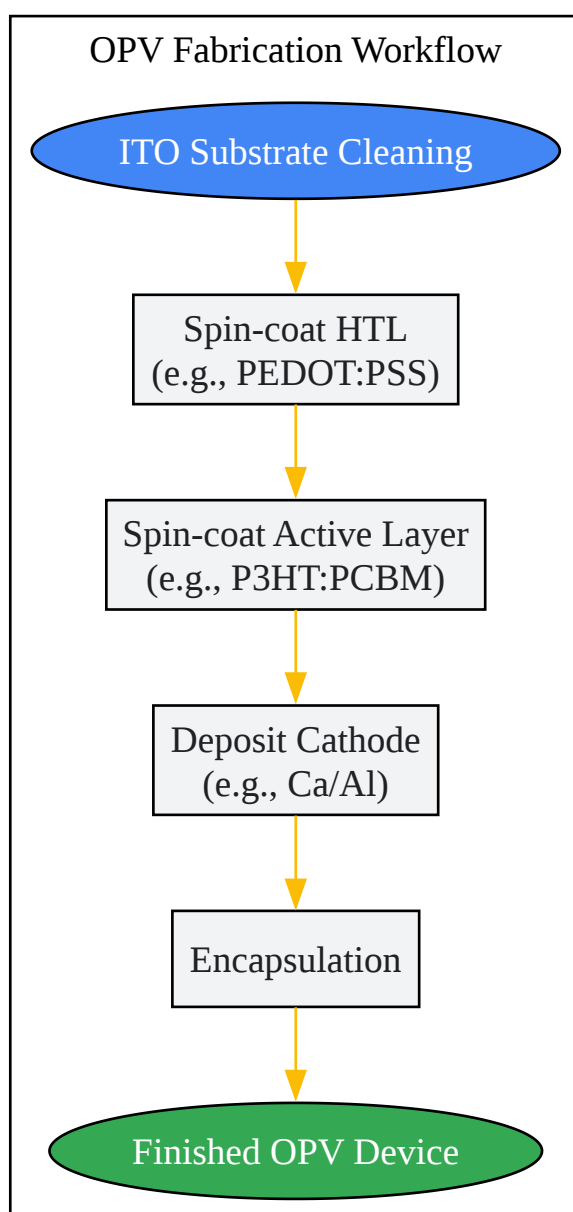 OPV Fabrication Workflow
ITO Substrate Cleaning
Spin-coat HTL
(e.g., PEDOT:PSS)
Spin-coat Active Layer
(e.g., P3HT:PCBM)
Deposit Cathode
(e.g., Ca/Al)
Encapsulation
Finished OPV Device